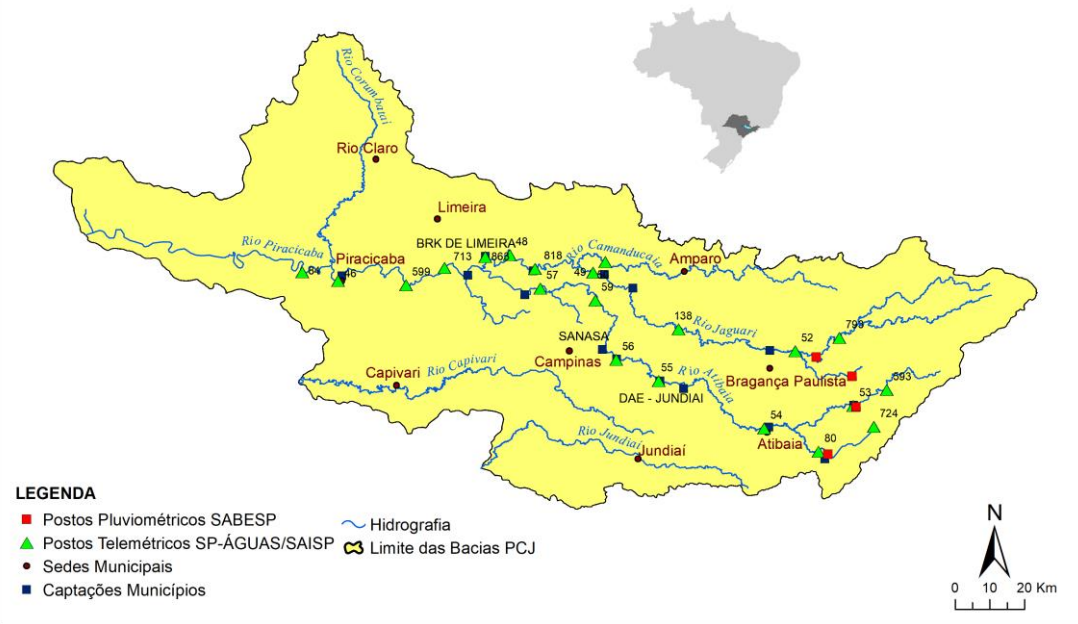 Rio Corumbataí
Rio Claro
Limeira
Rio Piracicaba
Piracicaba
BRK DE LIMEIRA
48
Rio Camanducaia
Amparo
84
46
599
713
866
818
57
49
59
138
Rio Jaguari
52
799
SANASA
Campinas
56
Capivari
Rio Capivari
55
Rio Atibaia
Bragança Paulista
593
DAE - JUNDIAÍ
53
54
724
Atibaia
80
Rio Jundiaí
Jundiaí
LEGENDA
Postos Pluviométricos SABESP
Postos Telemétricos SP-ÁGUAS/SAISP
Sedes Municipais
Captações Municípios
Hidrografia
Limite das Bacias PCJ
N
0 10 20 Km